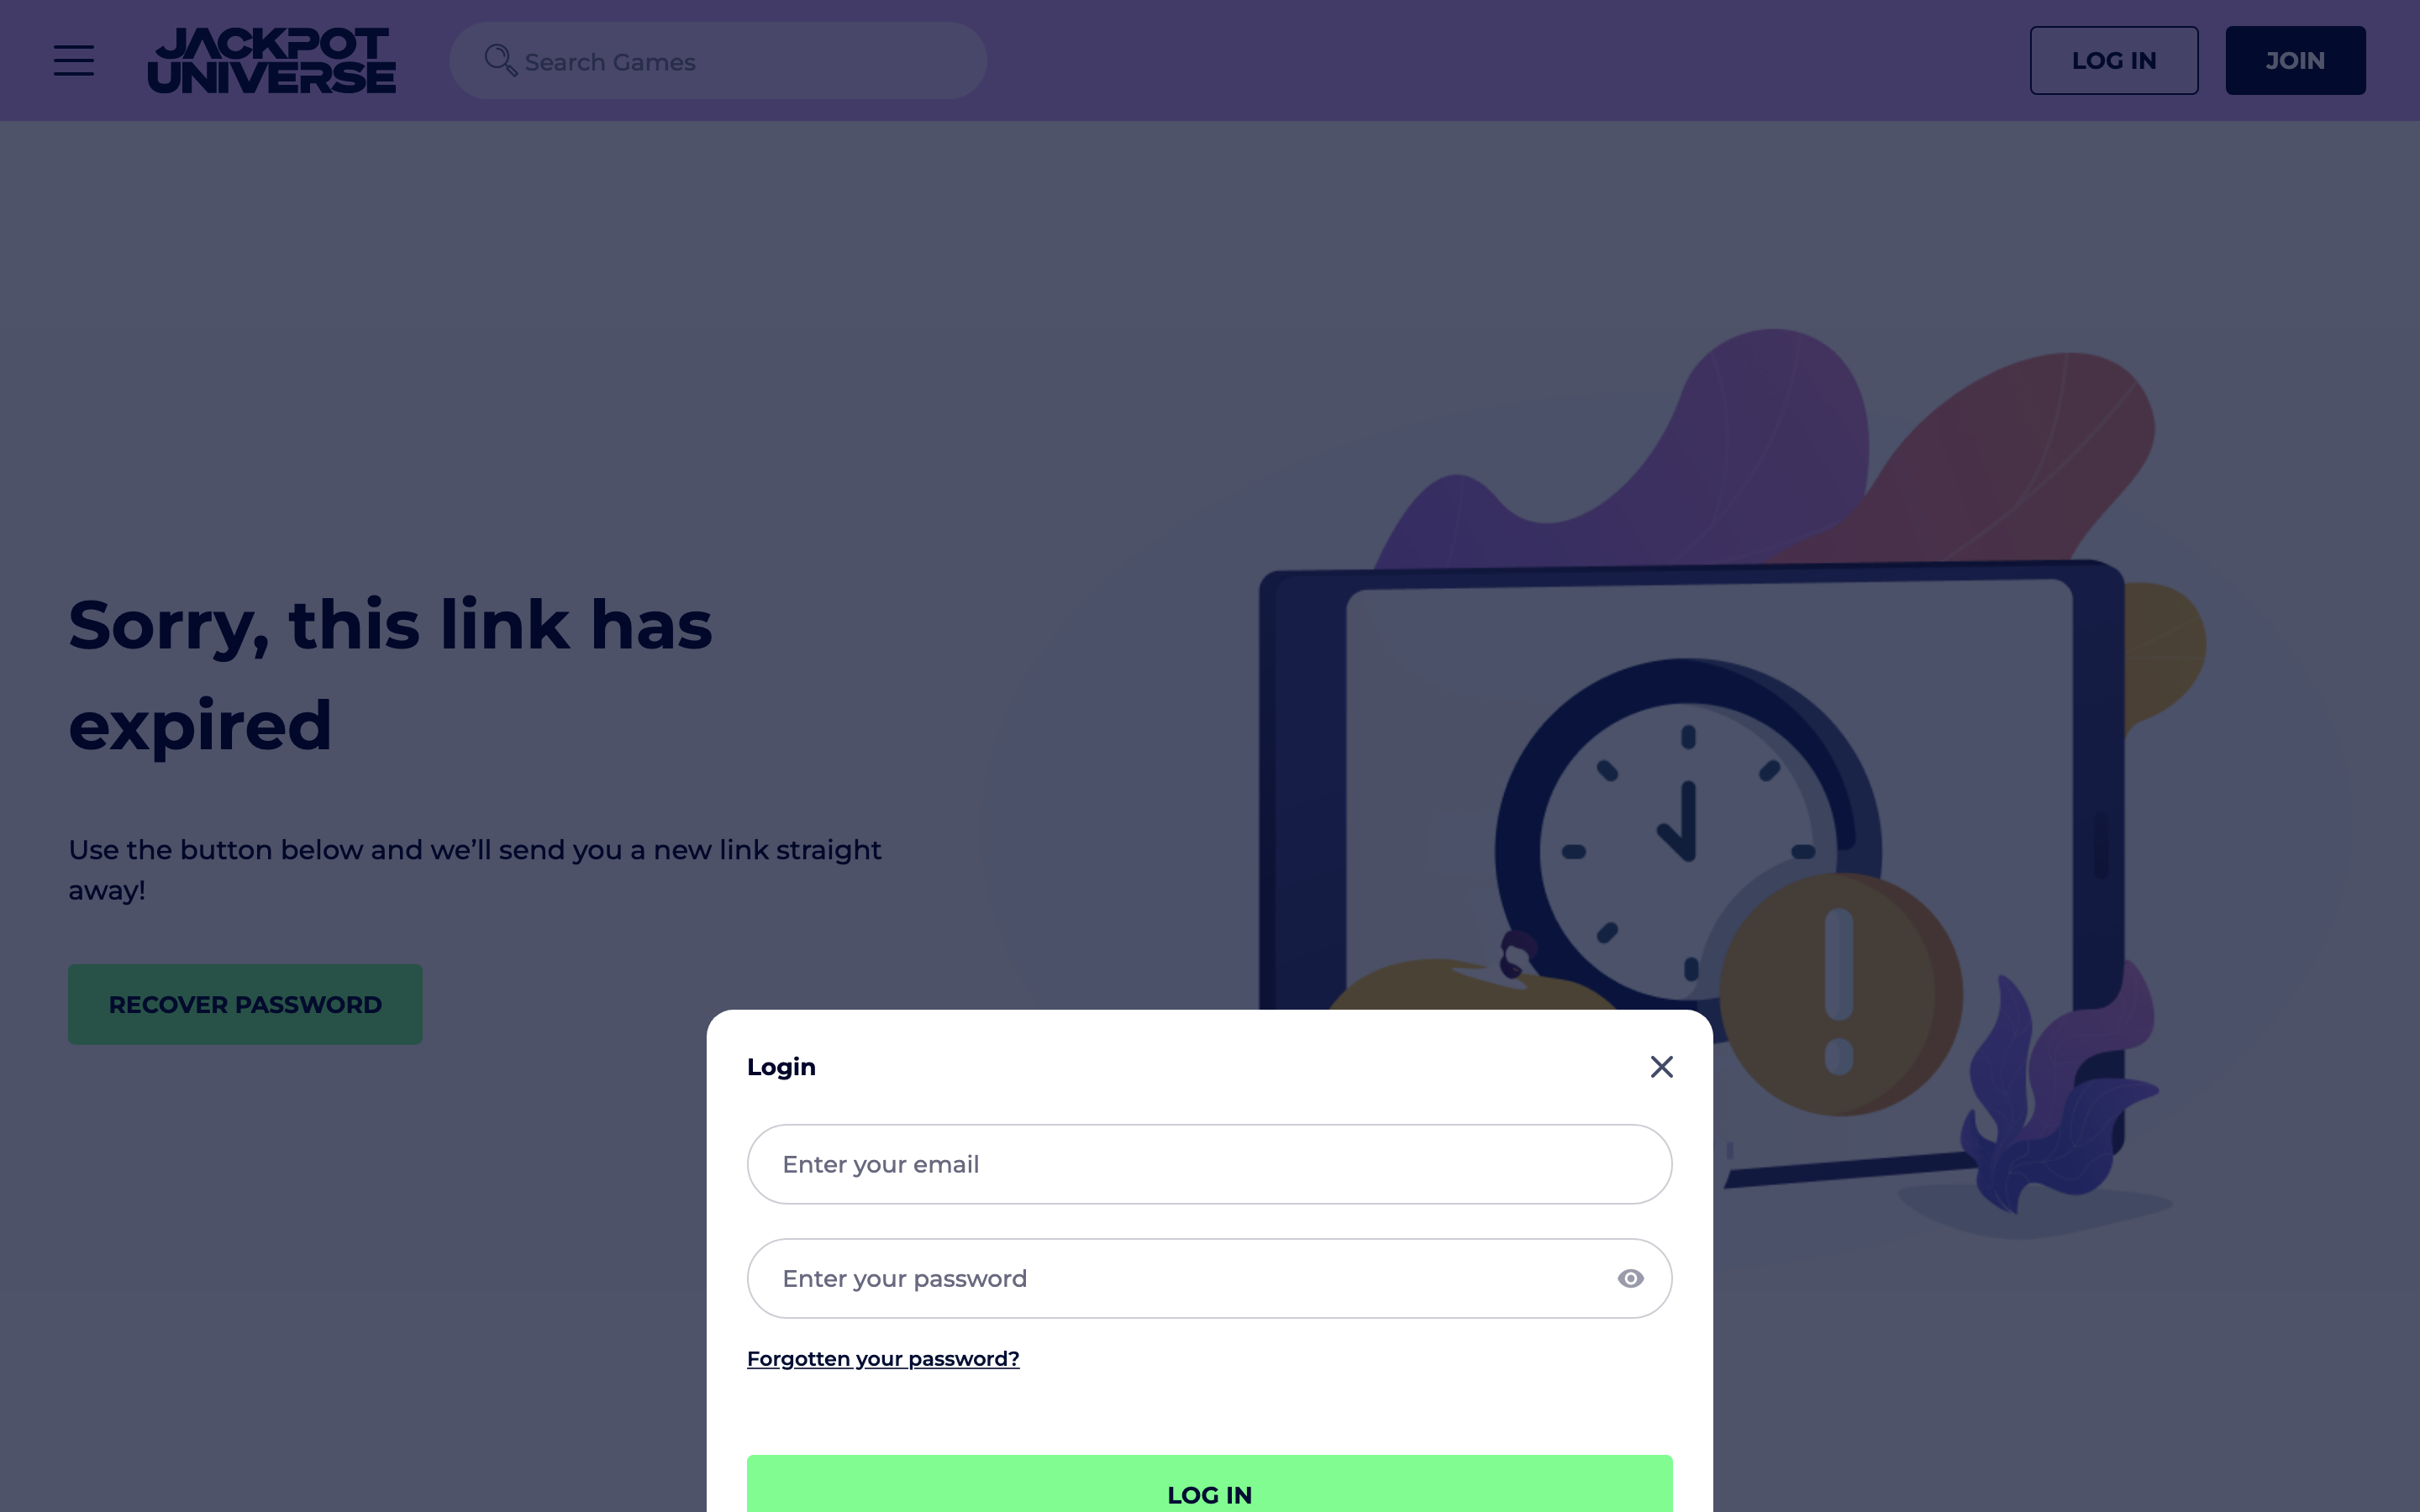 JACKPOT
UNIVERSE
Search Games
LOG IN
JOIN
Sorry, this link has
expired
Use the button below and we’ll send you a new link straight
away!
RECOVER PASSWORD
Login
Enter your email
Enter your password
Forgotten your password?
LOG IN